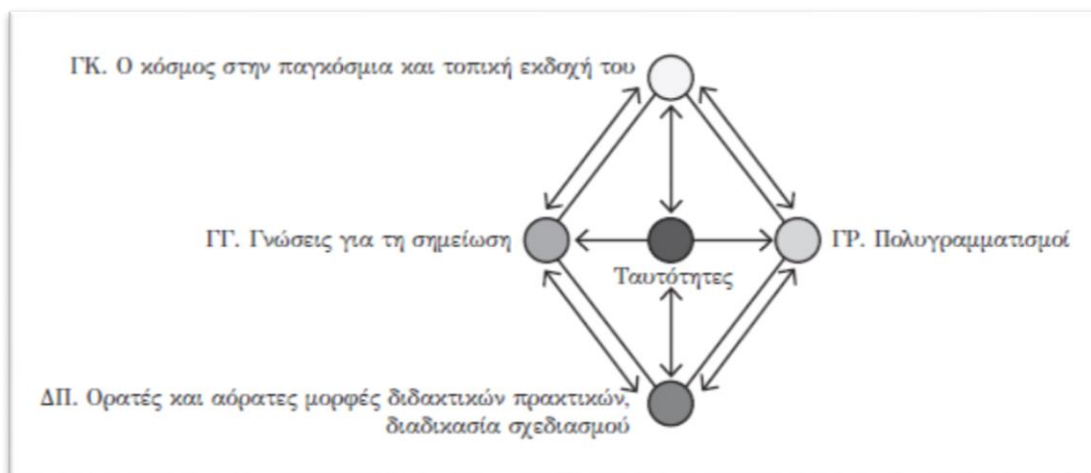 ΓΚ. Ο κόσμος στην παγκόσμια και τοπική εκδοχή του
ΓΓ. Γνώσεις για τη σημείωση
ΓΡ. Πολυγραμματισμοί
Ταυτότητες
ΔΠ. Ορατές και αόρατες μορφές διδακτικών πρακτικών,
διαδικασία σχεδιασμού